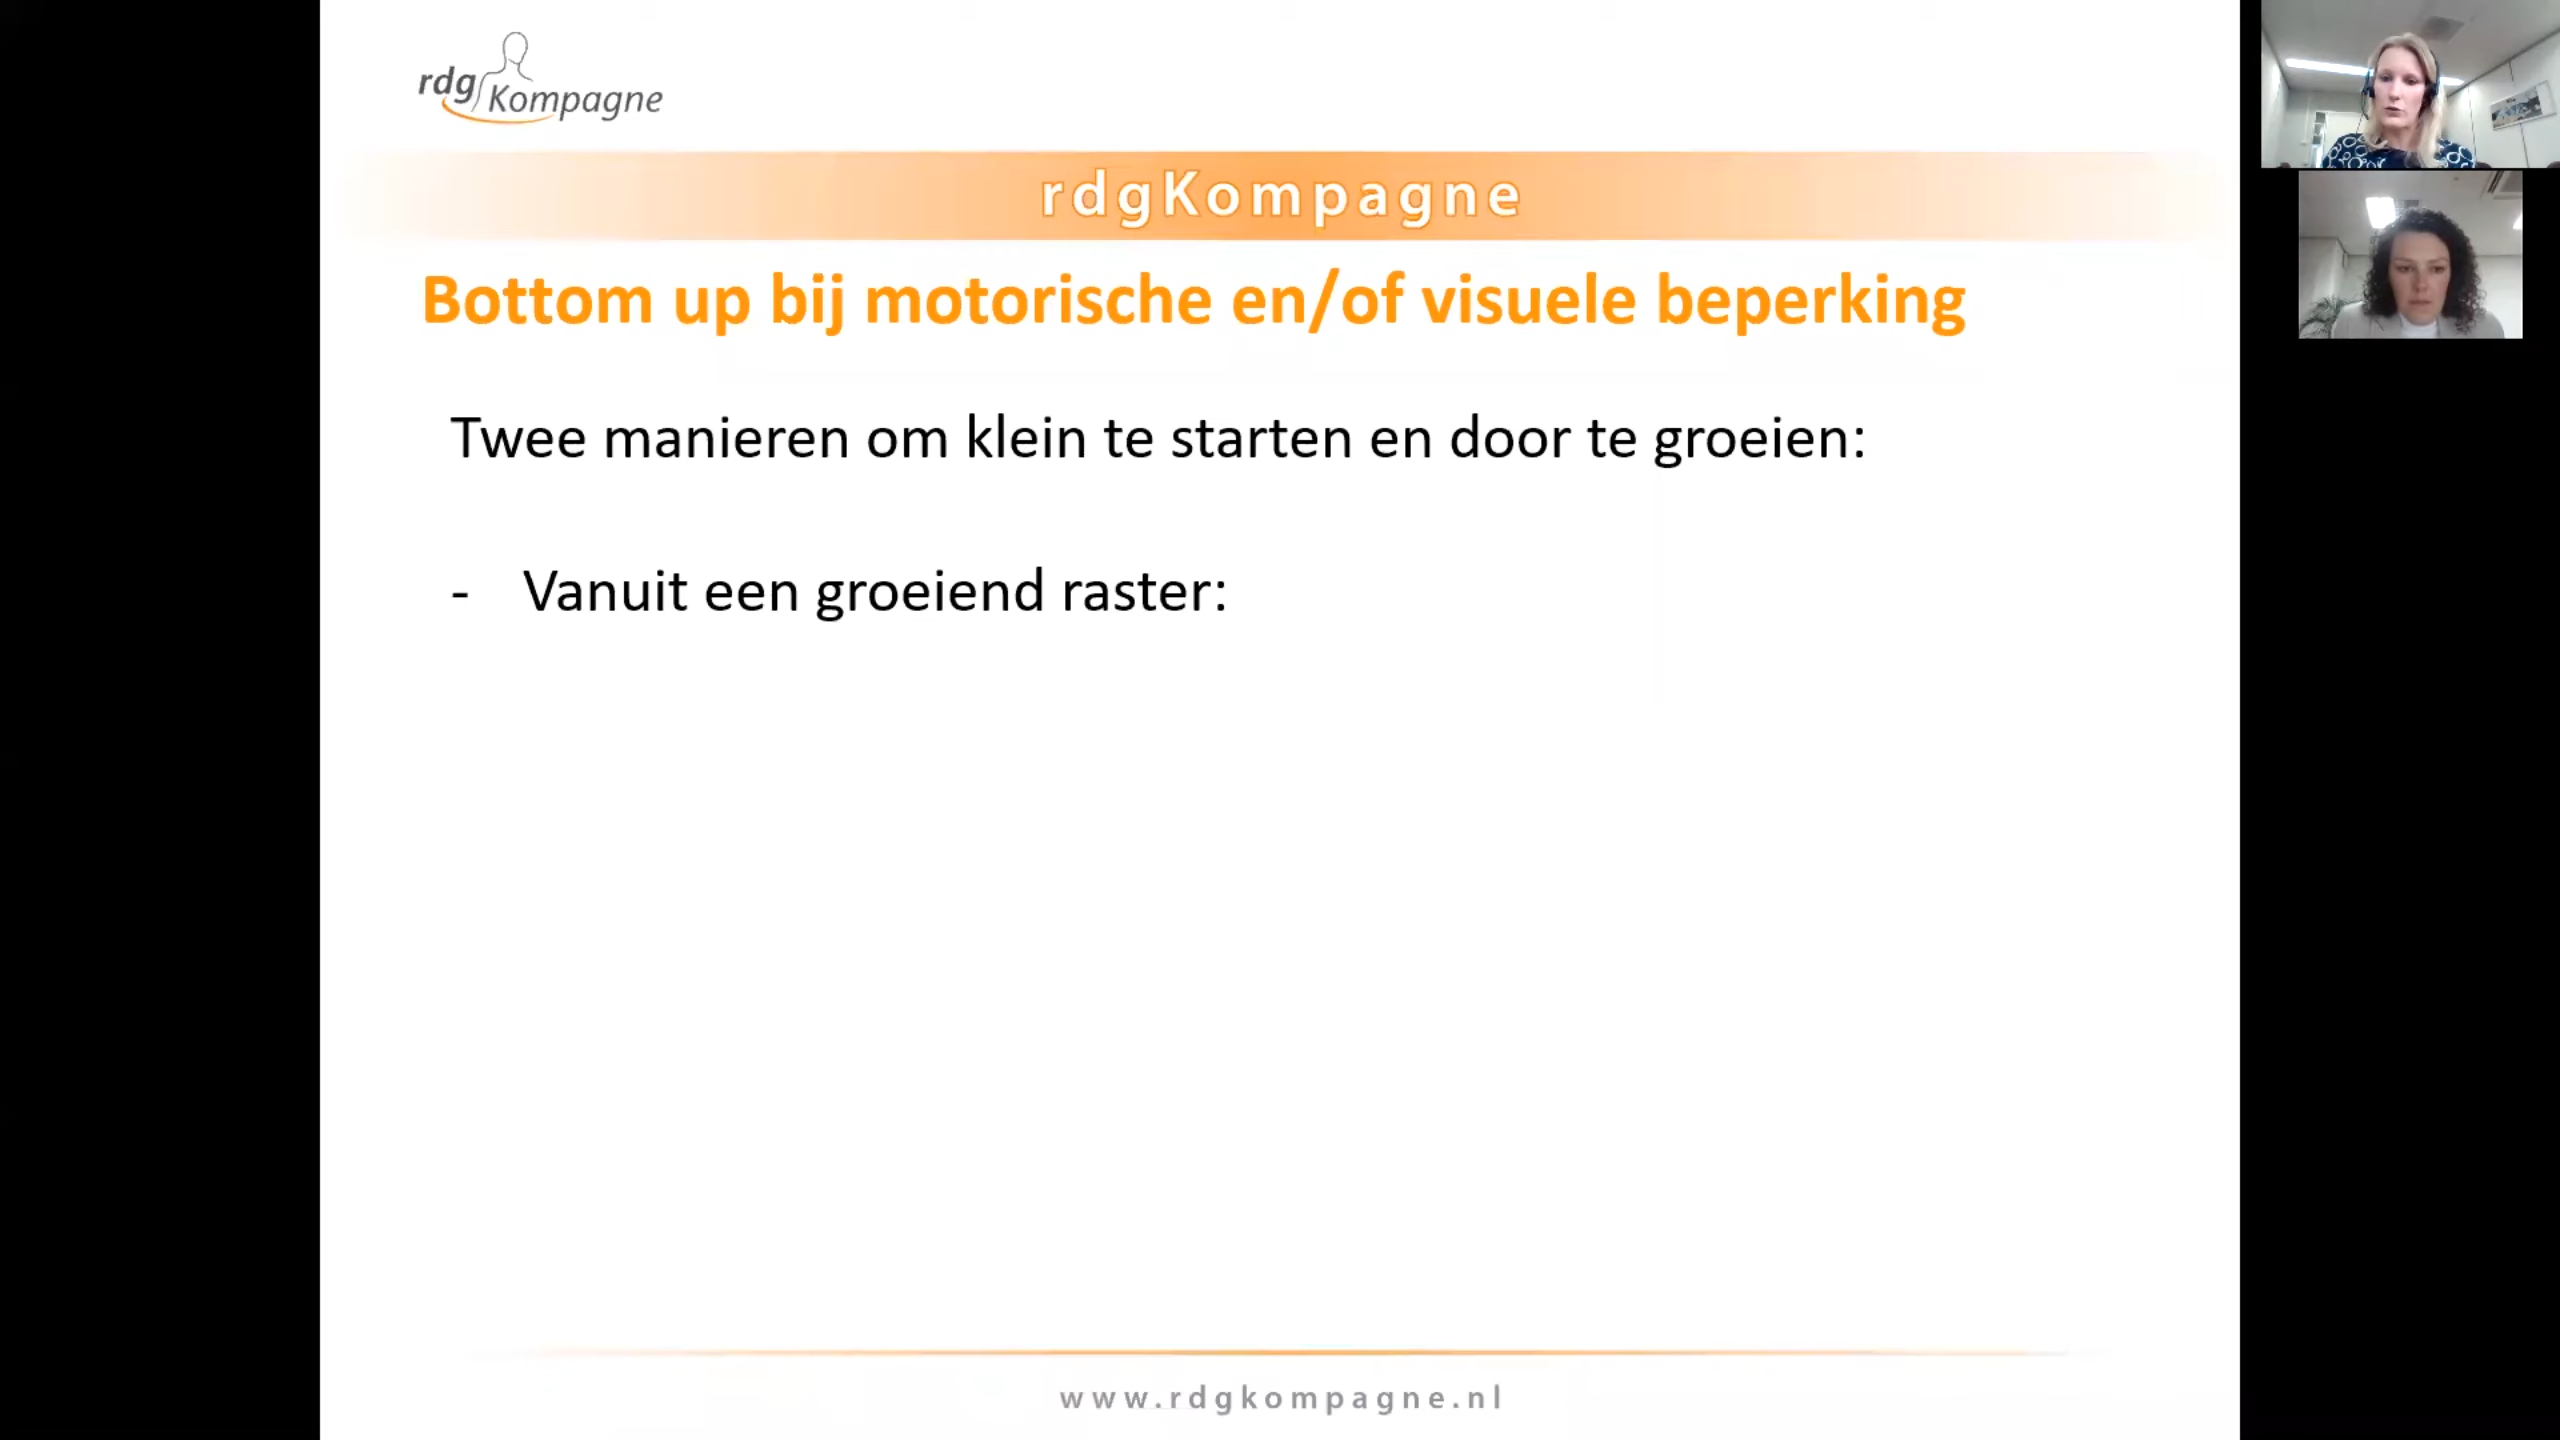 rdg Kompagne
rdgKompagne
Bottom up bij motorische en/of visuele beperking
Twee manieren om klein te starten en door te groeien:
- Vanuit een groeiend raster:
www.rdgkompagne.nl